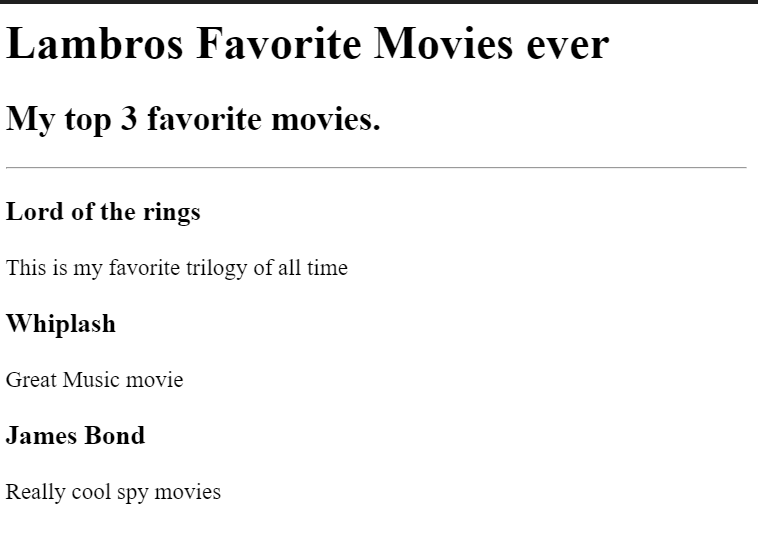 Lambros Favorite Movies ever
My top 3 favorite movies.
Lord of the rings
This is my favorite trilogy of all time
Whiplash
Great Music movie
James Bond
Really cool spy movies